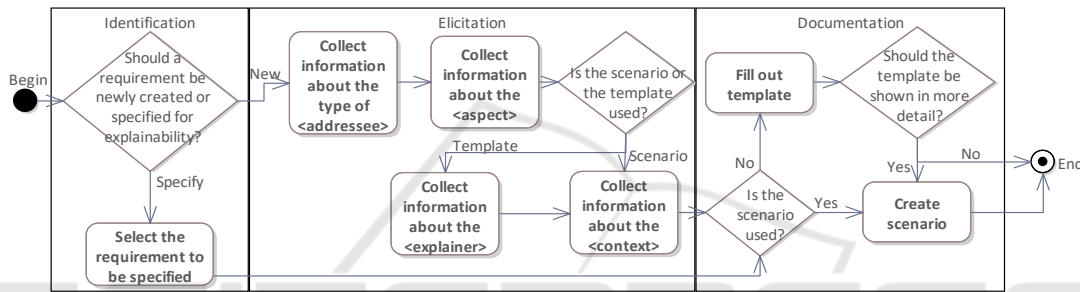 Identification
Elicitation
Documentation
Begin
Should a
requirement be
newly created or
specified for
explainability?
New
Specify
Select the
requirement to
be specified
Collect
information
about the
type of
<addressee>
Collect
information
about the
<aspect>
Is the scenario or
the template
used?
Template
Scenario
Collect
information
about the
<explainer>
Collect
information
about the
<context>
Is the
scenario
used?
No
Yes
Fill out
template
Should the
template be
shown in more
detail?
Yes
No
Create
scenario
End